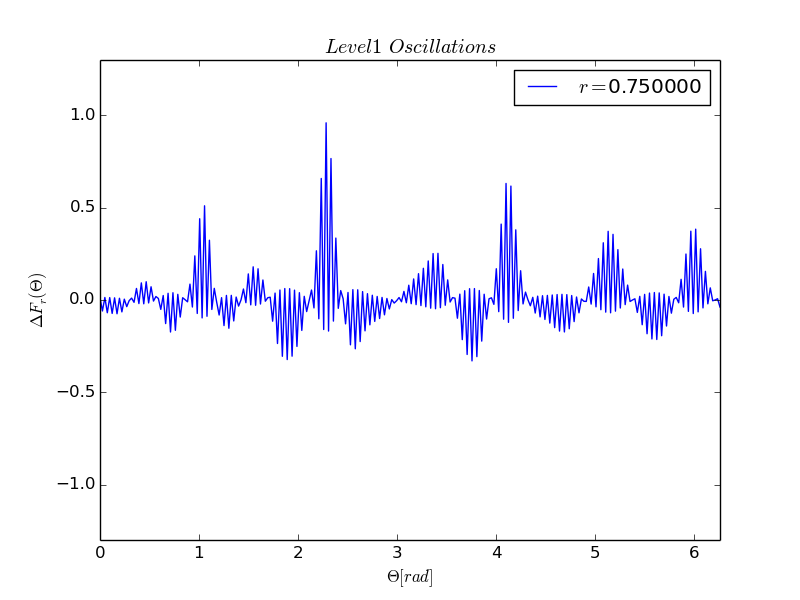 Level1 Oscillations
r=0.750000
1.0
0.5
0.0
−0.5
−1.0
ΔF_r(Θ)
0 1 2 3 4 5 6
Θ[rad]